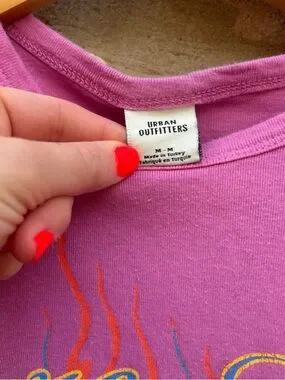 URBAN
OUTFITTERS
M - M
Made in Turkey
Fabriqué en Turquie